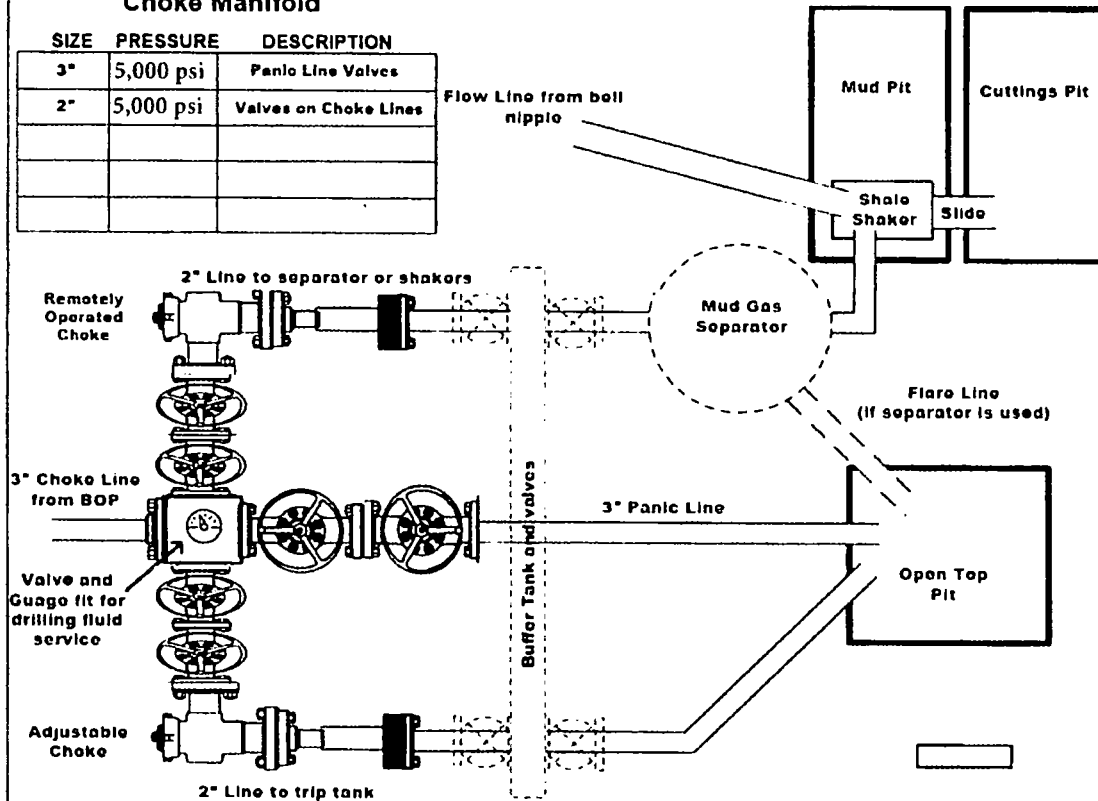 Choke Manifold
SIZE PRESSURE DESCRIPTION
3" 5,000 psi Panic Line Valves
2" 5,000 psi Valves on Choke Lines
Flow Line from bell
nipple
Mud Pit
Cuttings Pit
Shale
Shaker
Slide
2" Line to separator or shakers
Remotely
Operated
Choke
Mud Gas
Separator
Flare Line
(if separator is used)
3" Choke Line
from BOP
3" Panic Line
Buffer Tank and valves
Open Top
Pit
Valve and
Guage fit for
drilling fluid
service
Adjustable
Choke
2" Line to trip tank